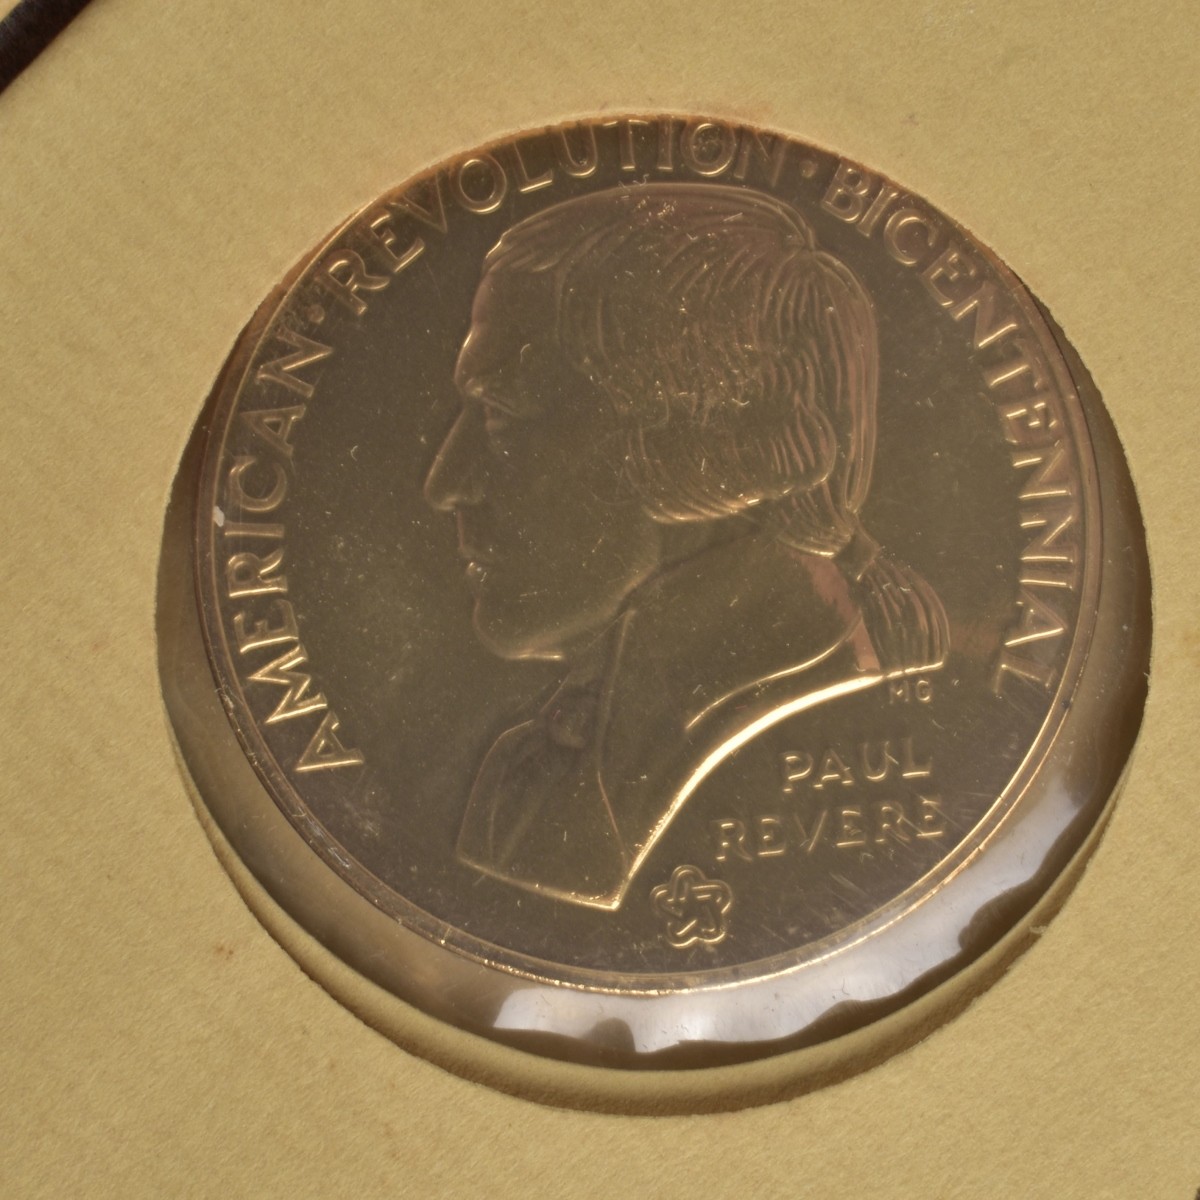 AMERICAN · REVOLUTION · BICENTENNIAL
MG
PAUL
REVERE